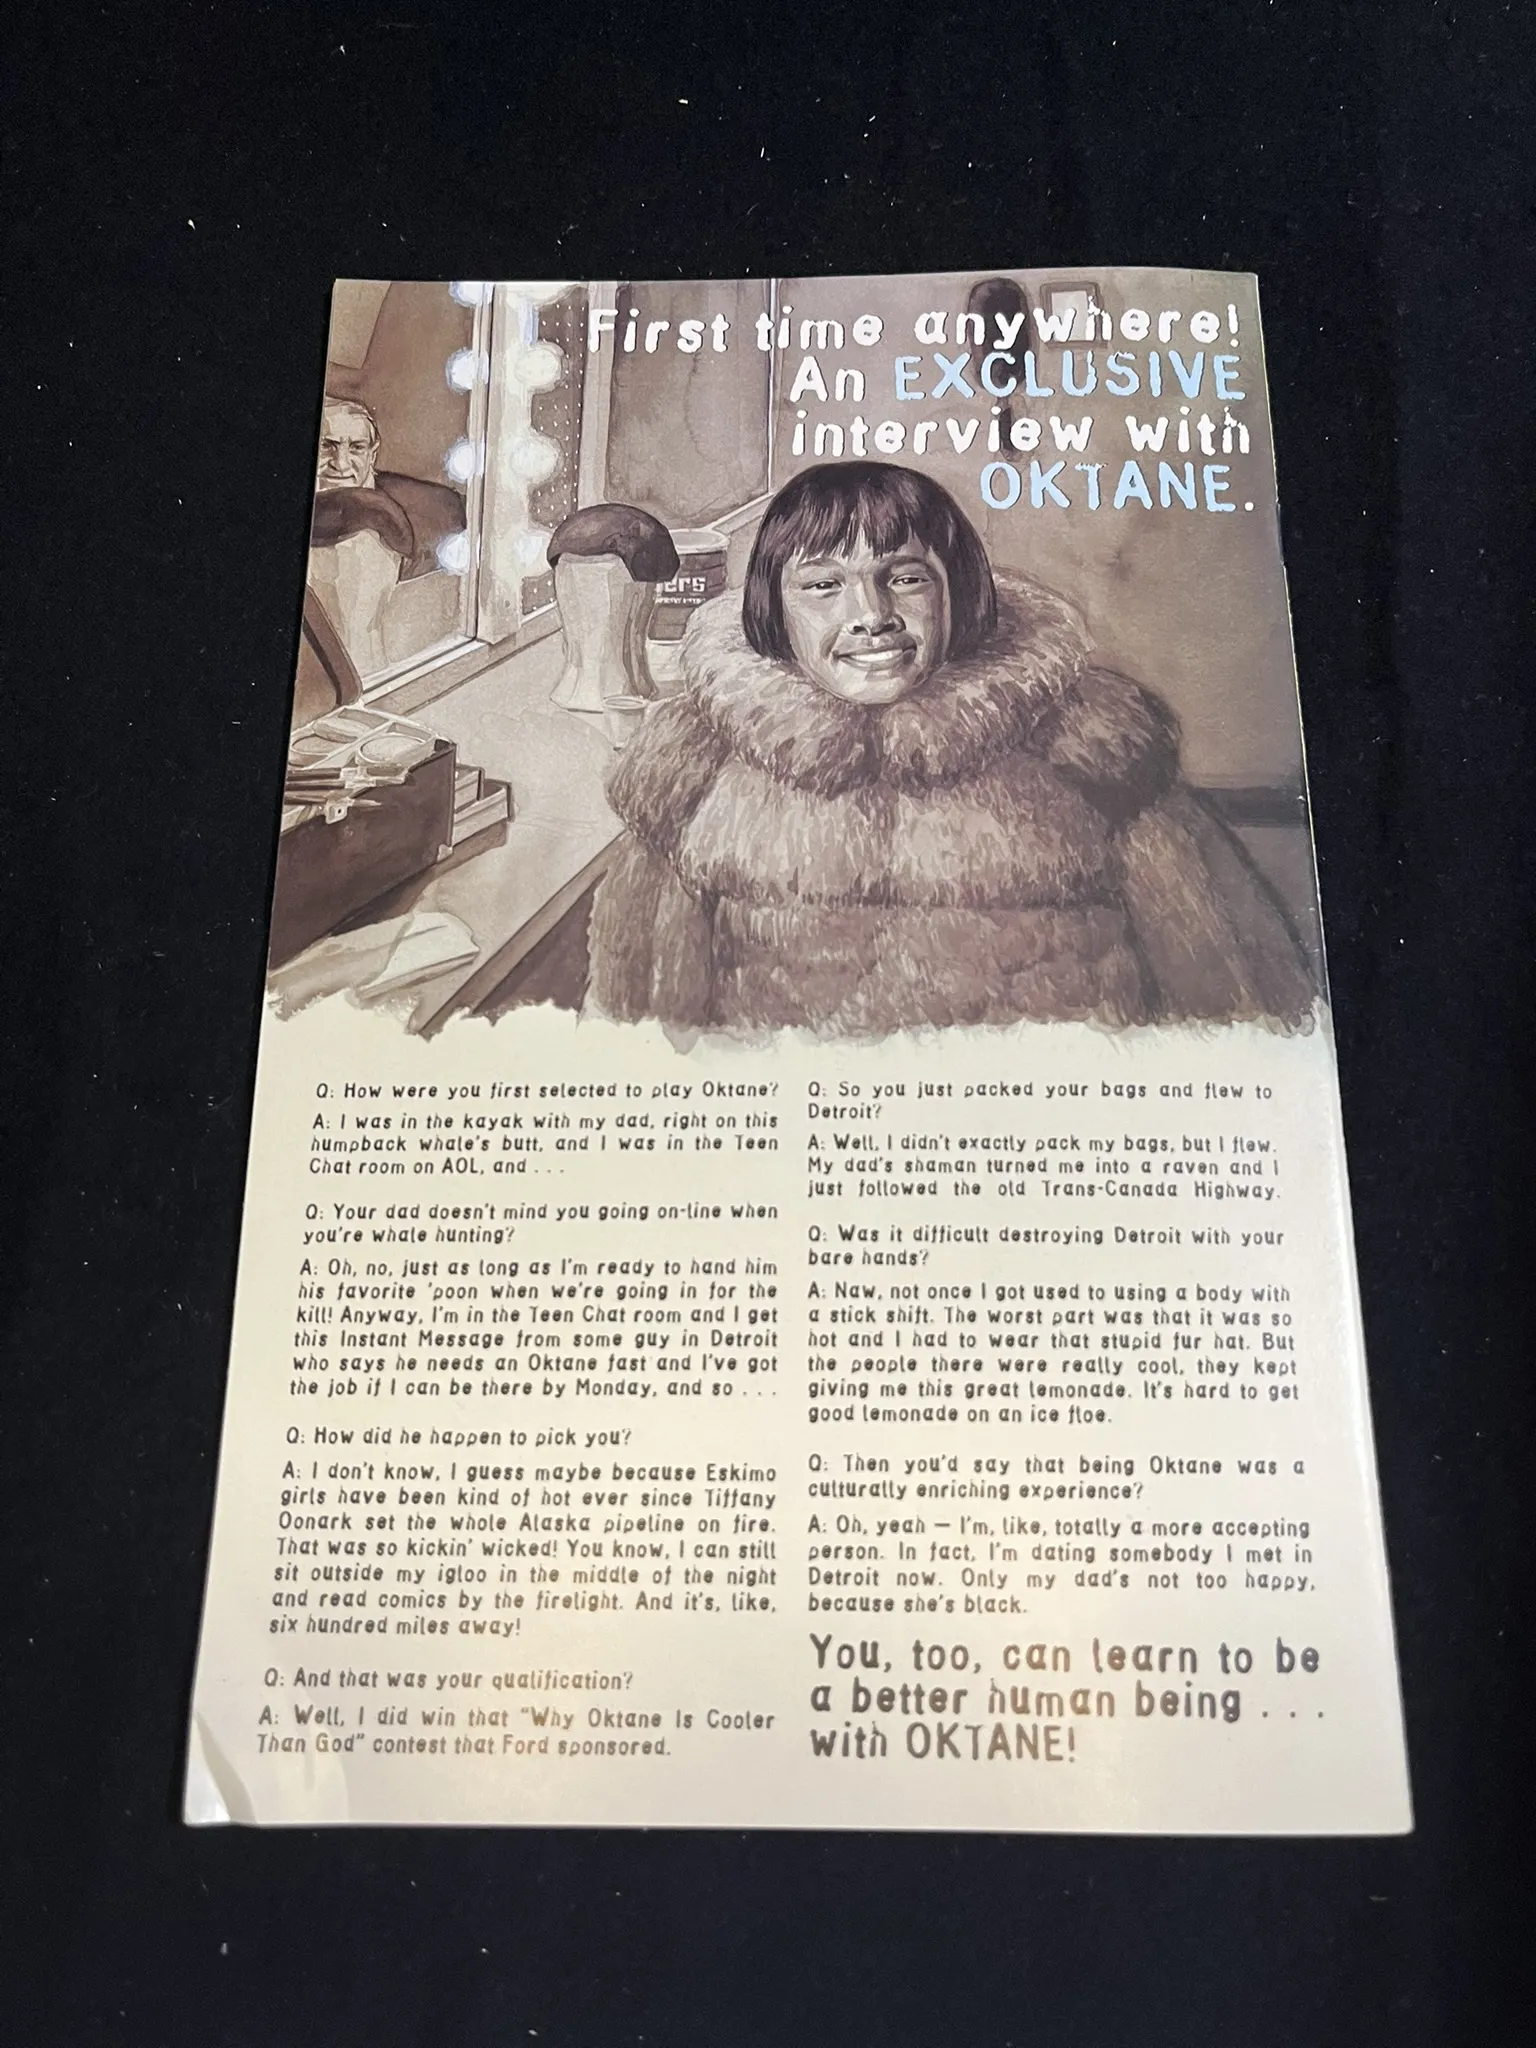 First time anywhere!
An EXCLUSIVE
interview with
OKTANE.
ers
Q: How were you first selected to play Oktane?
A: I was in the kayak with my dad, right on this
humpback whale's butt, and I was in the Teen
Chat room on AOL, and . . .
Q: Your dad doesn't mind you going on-line when
you're whale hunting?
A: Oh, no, just as long as I'm ready to hand him
his favorite 'poon when we're going in for the
kill! Anyway, I'm in the Teen Chat room and I get
this Instant Message from some guy in Detroit
who says he needs an Oktane fast and I've got
the job if I can be there by Monday, and so . . .
Q: How did he happen to pick you?
A: I don't know, I guess maybe because Eskimo
girls have been kind of hot ever since Tiffany
Oonark set the whole Alaska pipeline on fire.
That was so kickin' wicked! You know, I can still
sit outside my igloo in the middle of the night
and read comics by the firelight. And it's, like,
six hundred miles away!
Q: And that was your qualification?
A: Well, I did win that "Why Oktane Is Cooler
Than God" contest that Ford sponsored.
Q: So you just packed your bags and flew to
Detroit?
A: Well, I didn't exactly pack my bags, but I flew.
My dad's shaman turned me into a raven and I
just followed the old Trans-Canada Highway.
Q: Was it difficult destroying Detroit with your
bare hands?
A: Naw, not once I got used to using a body with
a stick shift. The worst part was that it was so
hot and I had to wear that stupid fur hat. But
the people there were really cool, they kept
giving me this great lemonade. It's hard to get
good lemonade on an ice floe.
Q: Then you'd say that being Oktane was a
culturally enriching experience?
A: Oh, yeah — I'm, like, totally a more accepting
person. In fact, I'm dating somebody I met in
Detroit now. Only my dad's not too happy,
because she's black.
You, too, can learn to be
a better human being . . .
with OKTANE!